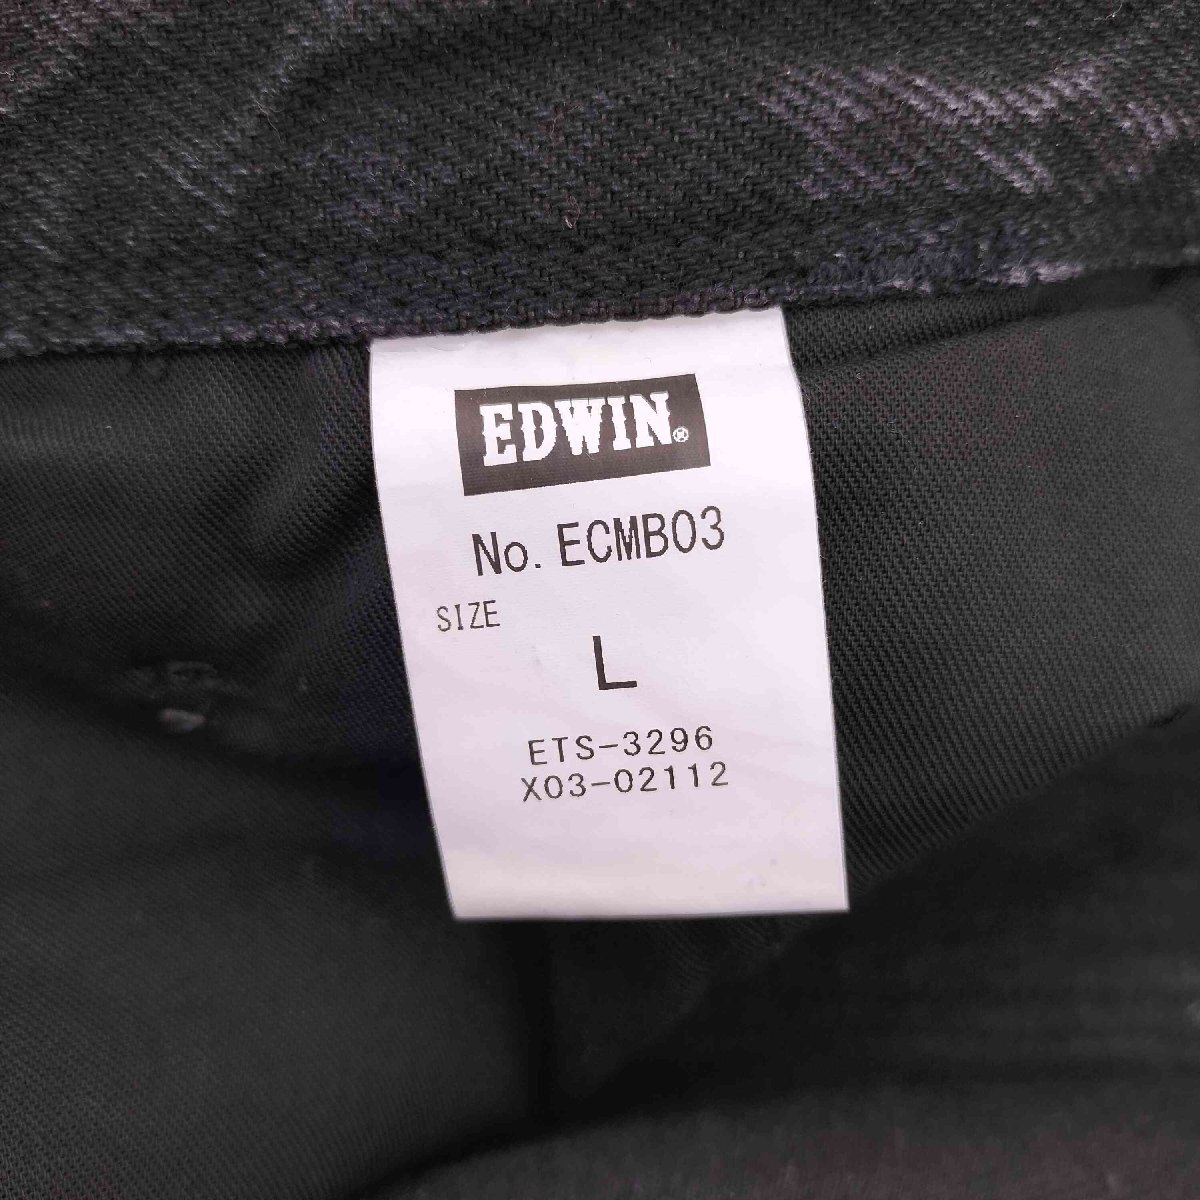 EDWIN®
No. ECMB03
SIZE
L
ETS-3296
X03-02112